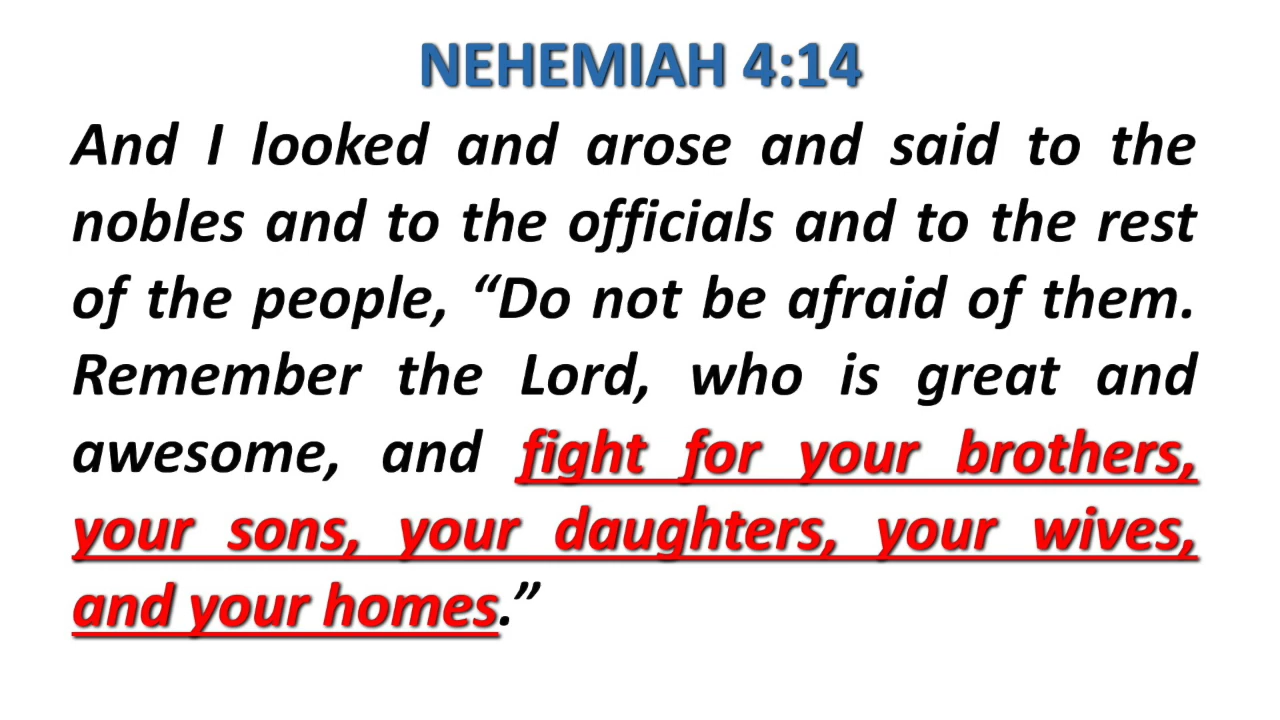 NEHEMIAH 4:14
And I looked and arose and said to the
nobles and to the officials and to the rest
of the people, “Do not be afraid of them.
Remember the Lord, who is great and
awesome, and fight for your brothers,
your sons, your daughters, your wives,
and your homes.”